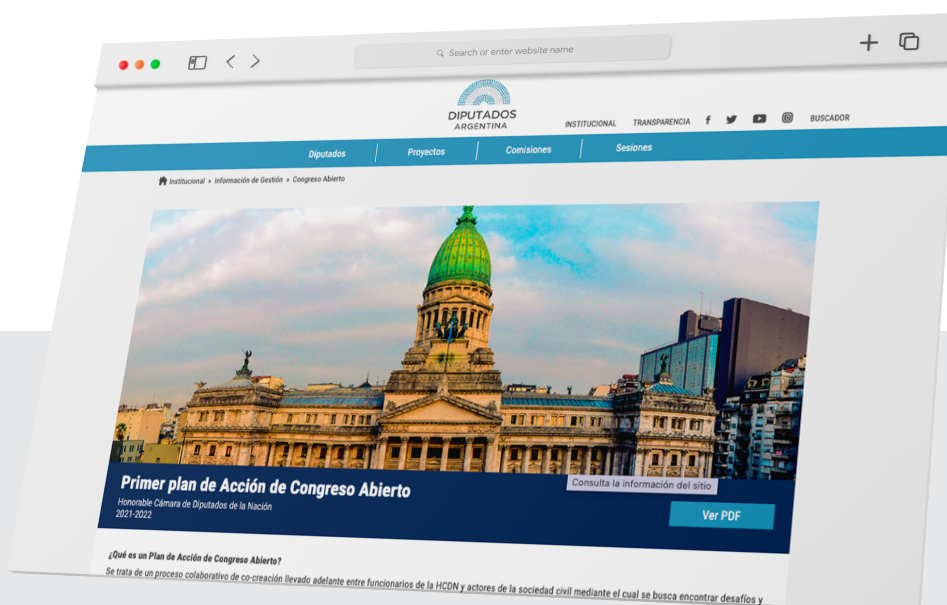 Search or enter website name
DIPUTADOS
ARGENTINA
INSTITUCIONAL TRANSPARENCIA BUSCADOR
Diputados Proyectos Comisiones Sesiones
Institucional » Información de Gestión » Congreso Abierto
Consulta la información del sitio
Primer plan de Acción de Congreso Abierto
Honorable Cámara de Diputados de la Nación
2021-2022
Ver PDF
¿Qué es un Plan de Acción de Congreso Abierto?
Se trata de un proceso colaborativo de co-creación llevado adelante entre funcionarios de la HCDN y actores de la sociedad civil mediante el cual se busca encontrar desafíos y